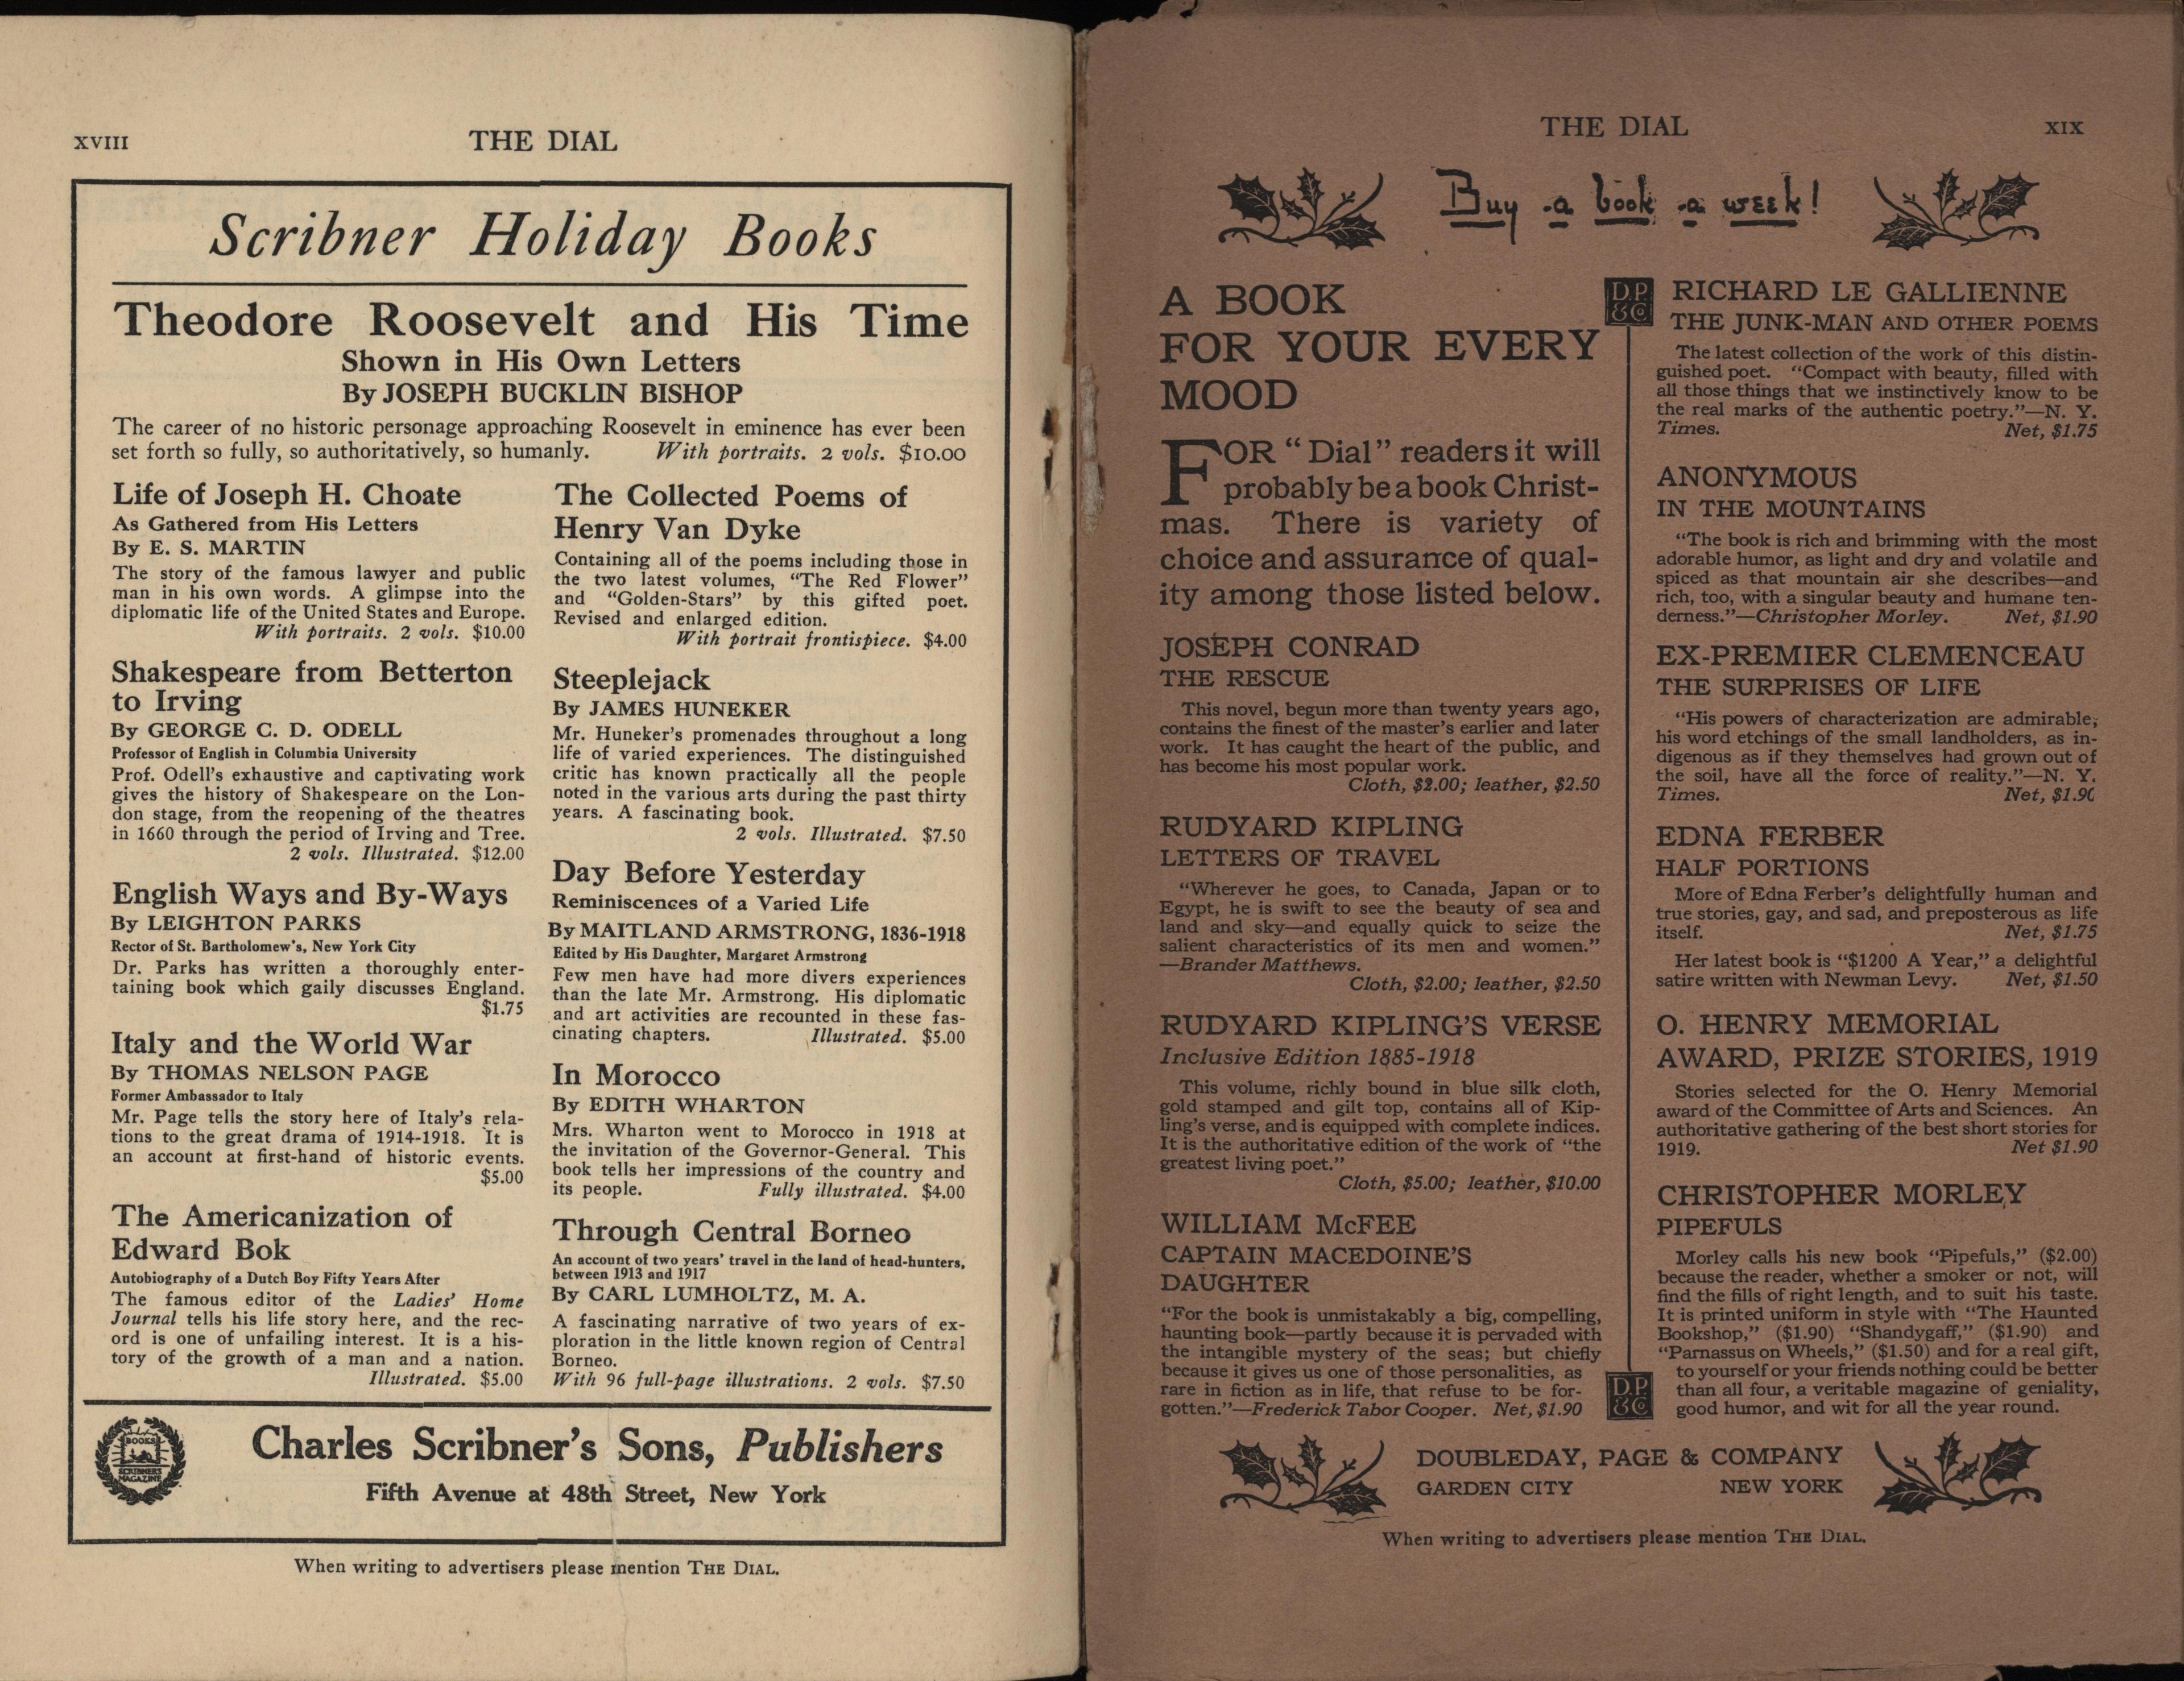 XVIII
THE DIAL
Scribner Holiday Books
Theodore Roosevelt and His Time
Shown in His Own Letters
By JOSEPH BUCKLIN BISHOP
The career of no historic personage approaching Roosevelt in eminence has ever been
set forth so fully, so authoritatively, so humanly. With portraits. 2 vols. $10.00
Life of Joseph H. Choate
As Gathered from His Letters
By E. S. MARTIN
The story of the famous lawyer and public
man in his own words. A glimpse into the
diplomatic life of the United States and Europe.
With portraits. 2 vols. $10.00
Shakespeare from Betterton
to Irving
By GEORGE C. D. ODELL
Professor of English in Columbia University
Prof. Odell's exhaustive and captivating work
gives the history of Shakespeare on the Lon-
don stage, from the reopening of the theatres
in 1660 through the period of Irving and Tree.
2 vols. Illustrated. $12.00
English Ways and By-Ways
By LEIGHTON PARKS
Rector of St. Bartholomew's, New York City
Dr. Parks has written a thoroughly enter-
taining book which gaily discusses England.
$1.75
Italy and the World War
By THOMAS NELSON PAGE
Former Ambassador to Italy
Mr. Page tells the story here of Italy's rela-
tions to the great drama of 1914-1918. It is
an account at first-hand of historic events.
$5.00
The Americanization of
Edward Bok
Autobiography of a Dutch Boy Fifty Years After
The famous editor of the Ladies' Home
Journal tells his life story here, and the rec-
ord is one of unfailing interest. It is a his-
tory of the growth of a man and a nation.
Illustrated. $5.00
The Collected Poems of
Henry Van Dyke
Containing all of the poems including those in
the two latest volumes, "The Red Flower"
and "Golden-Stars" by this gifted poet.
Revised and enlarged edition.
With portrait frontispiece. $4.00
Steeplejack
By JAMES HUNEKER
Mr. Huneker's promenades throughout a long
life of varied experiences. The distinguished
critic has known practically all the people
noted in the various arts during the past thirty
years. A fascinating book.
2 vols. Illustrated. $7.50
Day Before Yesterday
Reminiscences of a Varied Life
By MAITLAND ARMSTRONG, 1836-1918
Edited by His Daughter, Margaret Armstrong
Few men have had more divers experiences
than the late Mr. Armstrong. His diplomatic
and art activities are recounted in these fas-
cinating chapters. Illustrated. $5.00
In Morocco
By EDITH WHARTON
Mrs. Wharton went to Morocco in 1918 at
the invitation of the Governor-General. This
book tells her impressions of the country and
its people. Fully illustrated. $4.00
Through Central Borneo
An account of two years' travel in the land of head-hunters,
between 1913 and 1917
By CARL LUMHOLTZ, M. A.
A fascinating narrative of two years of ex-
ploration in the little known region of Central
Borneo.
With 96 full-page illustrations. 2 vols. $7.50
BOOKS
SCRIBNERS
MAGAZINE
Charles Scribner's Sons, Publishers
Fifth Avenue at 48th Street, New York
When writing to advertisers please mention THE DIAL.
THE DIAL
XIX
Buy -a book -a week!
A BOOK
FOR YOUR EVERY
MOOD
FOR "Dial" readers it will
probably be a book Christ-
mas. There is variety of
choice and assurance of qual-
ity among those listed below.
JOSEPH CONRAD
THE RESCUE
This novel, begun more than twenty years ago,
contains the finest of the master's earlier and later
work. It has caught the heart of the public, and
has become his most popular work.
Cloth, $2.00; leather, $2.50
RUDYARD KIPLING
LETTERS OF TRAVEL
"Wherever he goes, to Canada, Japan or to
Egypt, he is swift to see the beauty of sea and
land and sky—and equally quick to seize the
salient characteristics of its men and women."
—Brander Matthews.
Cloth, $2.00; leather, $2.50
RUDYARD KIPLING'S VERSE
Inclusive Edition 1885-1918
This volume, richly bound in blue silk cloth,
gold stamped and gilt top, contains all of Kip-
ling's verse, and is equipped with complete indices.
It is the authoritative edition of the work of "the
greatest living poet."
Cloth, $5.00; leather, $10.00
WILLIAM McFEE
CAPTAIN MACEDOINE'S
DAUGHTER
"For the book is unmistakably a big, compelling,
haunting book—partly because it is pervaded with
the intangible mystery of the seas; but chiefly
because it gives us one of those personalities, as
rare in fiction as in life, that refuse to be for-
gotten."—Frederick Tabor Cooper. Net, $1.90
D.P.
& Co
RICHARD LE GALLIENNE
THE JUNK-MAN AND OTHER POEMS
The latest collection of the work of this distin-
guished poet. "Compact with beauty, filled with
all those things that we instinctively know to be
the real marks of the authentic poetry."—N. Y.
Times. Net, $1.75
ANONYMOUS
IN THE MOUNTAINS
"The book is rich and brimming with the most
adorable humor, as light and dry and volatile and
spiced as that mountain air she describes—and
rich, too, with a singular beauty and humane ten-
derness."—Christopher Morley. Net, $1.90
EX-PREMIER CLEMENCEAU
THE SURPRISES OF LIFE
"His powers of characterization are admirable;
his word etchings of the small landholders, as in-
digenous as if they themselves had grown out of
the soil, have all the force of reality."—N. Y.
Times. Net, $1.90
EDNA FERBER
HALF PORTIONS
More of Edna Ferber's delightfully human and
true stories, gay, and sad, and preposterous as life
itself. Net, $1.75
Her latest book is "$1200 A Year," a delightful
satire written with Newman Levy. Net, $1.50
O. HENRY MEMORIAL
AWARD, PRIZE STORIES, 1919
Stories selected for the O. Henry Memorial
award of the Committee of Arts and Sciences. An
authoritative gathering of the best short stories for
1919. Net $1.90
CHRISTOPHER MORLEY
PIPEFULS
Morley calls his new book "Pipefuls," ($2.00)
because the reader, whether a smoker or not, will
find the fills of right length, and to suit his taste.
It is printed uniform in style with "The Haunted
Bookshop," ($1.90) "Shandygaff," ($1.90) and
"Parnassus on Wheels," ($1.50) and for a real gift,
to yourself or your friends nothing could be better
than all four, a veritable magazine of geniality,
good humor, and wit for all the year round.
D.P.
& Co
DOUBLEDAY, PAGE & COMPANY
GARDEN CITY NEW YORK
When writing to advertisers please mention THE DIAL.